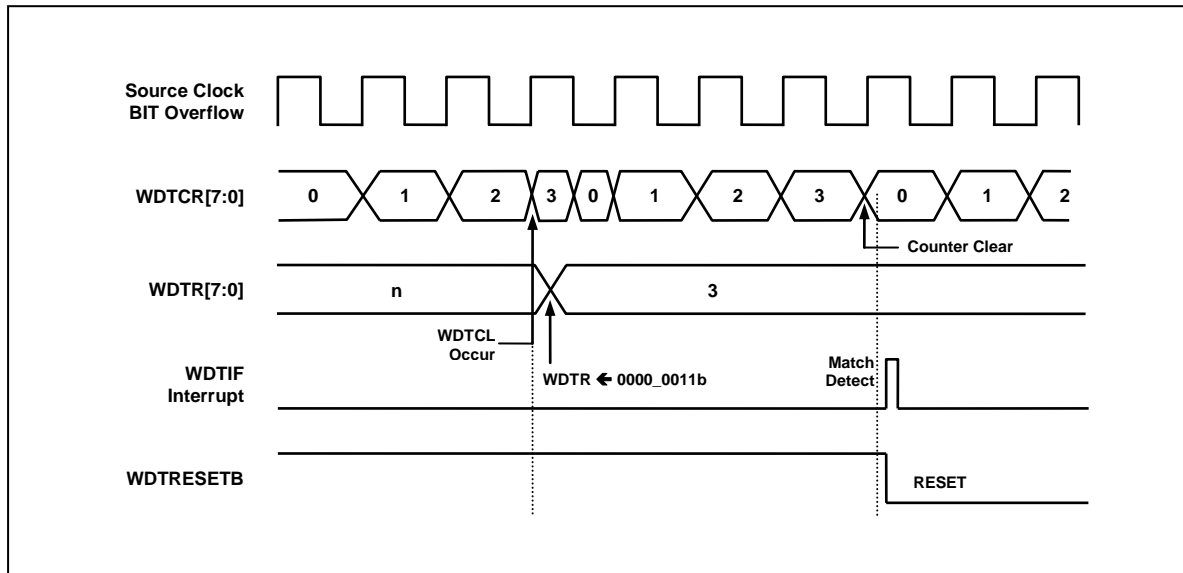 Source Clock
BIT Overflow
WDTCR[7:0]
0 1 2 3 0 1 2 3 0 1 2
Counter Clear
WDTR[7:0]
n 3
WDTCL
Occur
WDTR 🡸 0000_0011b
Match
Detect
WDTIF
Interrupt
WDTRESETB
RESET